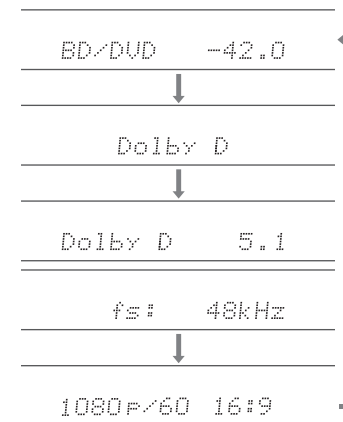 BD/DVD -42.0
Dolby D
Dolby D 5.1
fs: 48kHz
1080p/60 16:9